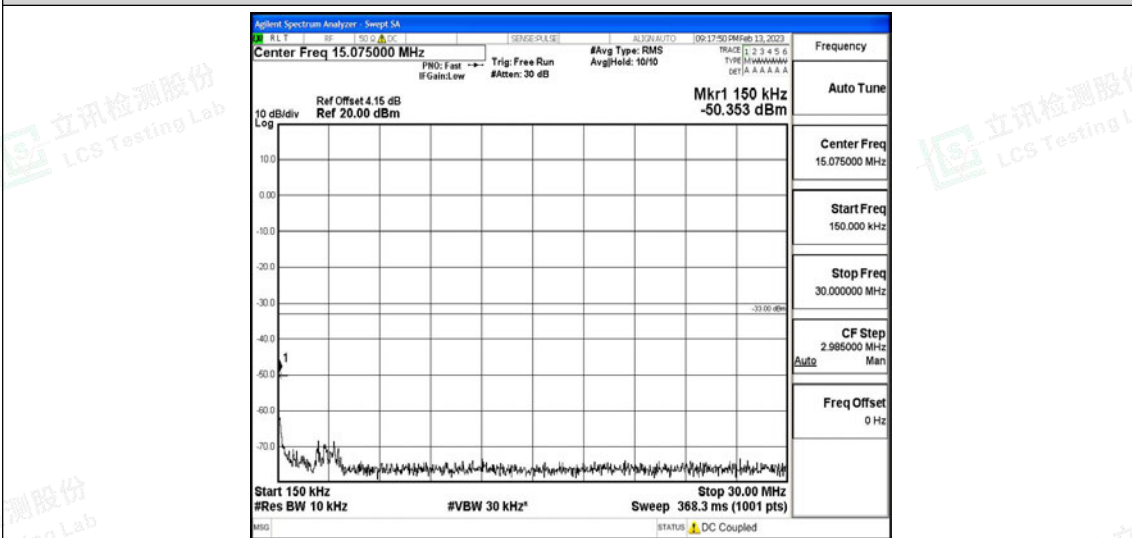 Agilent Spectrum Analyzer - Swept SA
RLT RF 50 Ω DC SENSE:PULSE ALIGN AUTO 09:17:50 PM Feb 13, 2023
Center Freq 15.075000 MHz
PNO: Fast
IFGain:Low
Trig: Free Run
#Atten: 30 dB
#Avg Type: RMS
Avg|Hold: 10/10
TRACE 1 2 3 4 5 6
TYPE M W W W W W
DET A A A A A A
Ref Offset 4.15 dB
10 dB/div Ref 20.00 dBm
Log
Mkr1 150 kHz
-50.353 dBm
10.0
0.00
-10.0
-20.0
-30.0
-33.00 dBm
-40.0
1
-50.0
-60.0
-70.0
Start 150 kHz
Stop 30.00 MHz
#Res BW 10 kHz #VBW 30 kHz* Sweep 368.3 ms (1001 pts)
MSG STATUS DC Coupled
Frequency
Auto Tune
Center Freq
15.075000 MHz
Start Freq
150.000 kHz
Stop Freq
30.000000 MHz
CF Step
2.985000 MHz
Auto Man
Freq Offset
0 Hz
立讯检测股份
LCS Testing Lab
立讯检测股份
LCS Testing L
测股份